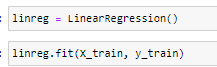 : linreg = LinearRegression()
: linreg.fit(X_train, y_train)